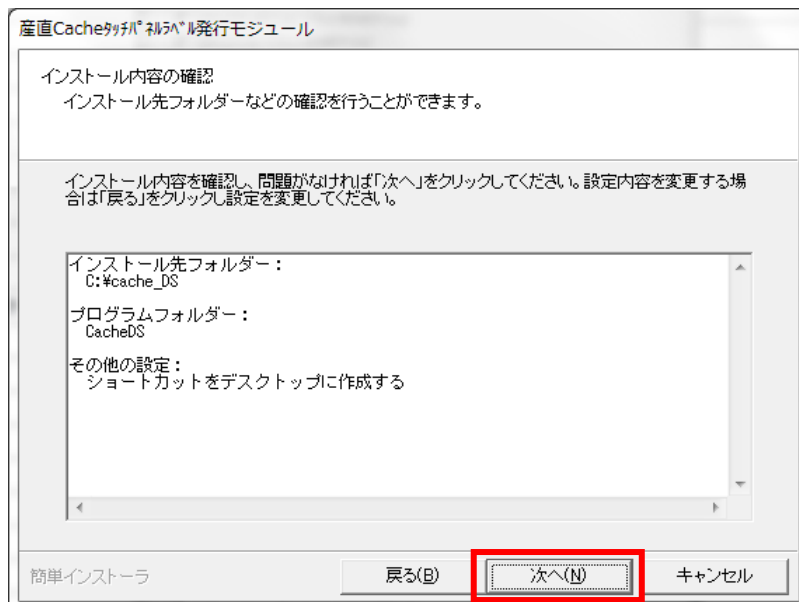 産直Cacheﾀｯﾁﾊﾟﾈﾙﾗﾍﾞﾙ発行モジュール
インストール内容の確認
インストール先フォルダーなどの確認を行うことができます。
インストール内容を確認し、問題がなければ「次へ」をクリックしてください。設定内容を変更する場
合は「戻る」をクリックし設定を変更してください。
インストール先フォルダー：
C:¥cache_DS
プログラムフォルダー：
CacheDS
その他の設定：
ショートカットをデスクトップに作成する
簡単インストーラ
戻る(B)
次へ(N)
キャンセル